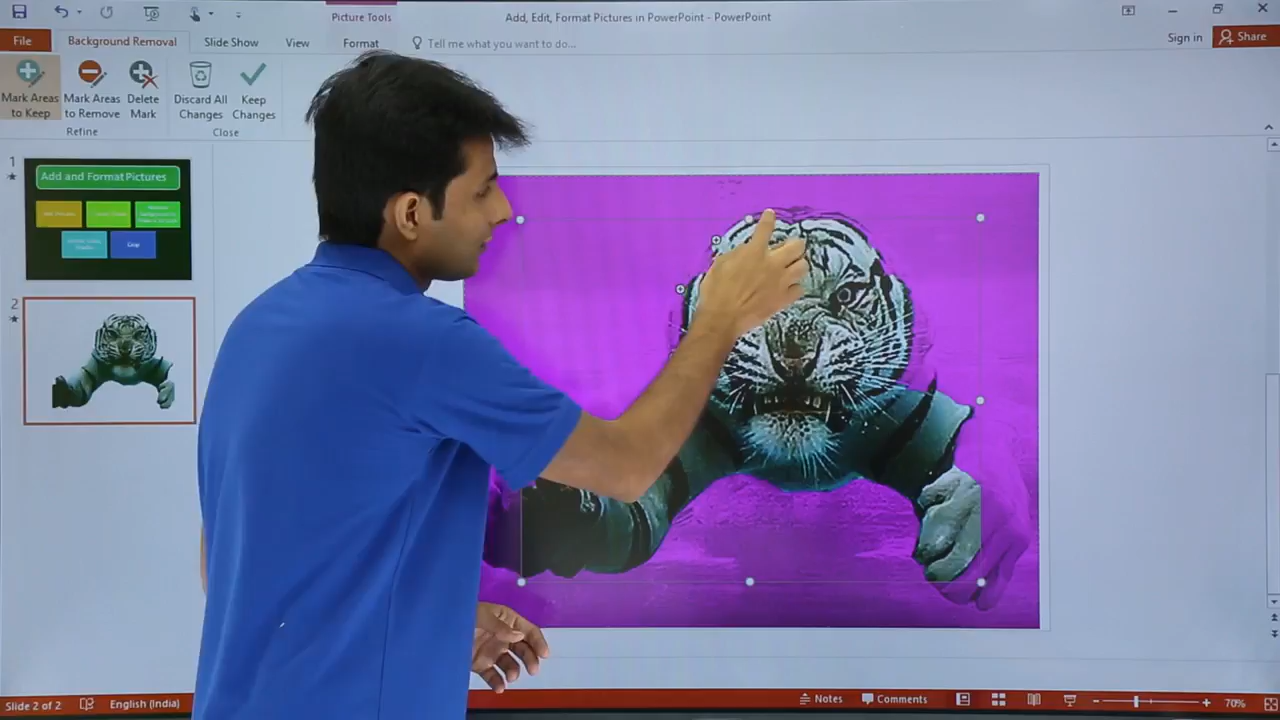 Picture Tools
Add, Edit, Format Pictures in PowerPoint - PowerPoint
File
Background Removal
Slide Show
View
Format
Tell me what you want to do...
Sign in
Share
Mark Areas to Keep
Mark Areas to Remove
Delete Mark
Discard All Changes
Keep Changes
Refine
Close
1
Add and Format Pictures
Crop
2
Slide 2 of 2
English (India)
Notes
Comments
70%